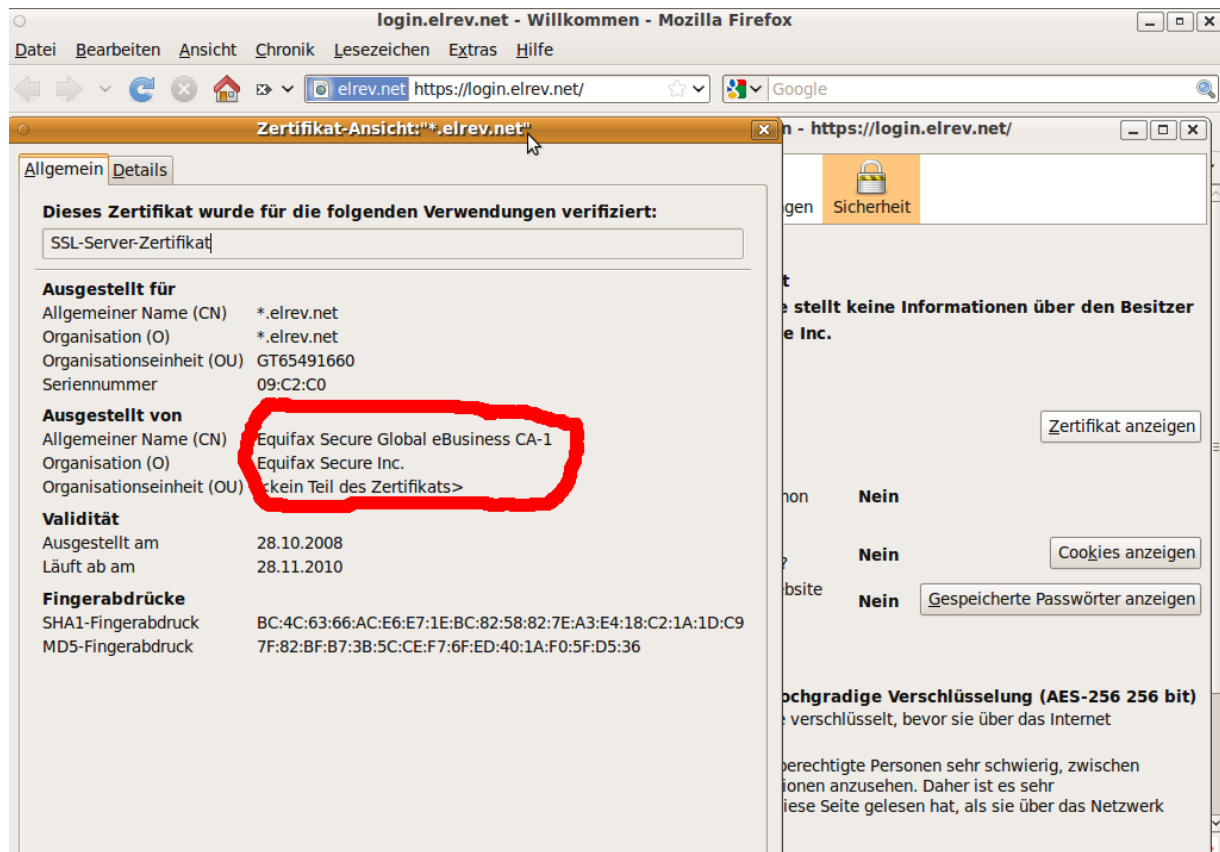 login.elrev.net - Willkommen - Mozilla Firefox
Datei Bearbeiten Ansicht Chronik Lesezeichen Extras Hilfe
elrev.net https://login.elrev.net/
Google
Zertifikat-Ansicht:"*.elrev.net"
n - https://login.elrev.net/
Allgemein Details
gen Sicherheit
Dieses Zertifikat wurde für die folgenden Verwendungen verifiziert:
SSL-Server-Zertifikat
Ausgestellt für
Allgemeiner Name (CN) *.elrev.net
Organisation (O) *.elrev.net
Organisationseinheit (OU) GT65491660
Seriennummer 09:C2:C0
Ausgestellt von
Allgemeiner Name (CN) Equifax Secure Global eBusiness CA-1
Organisation (O) Equifax Secure Inc.
Organisationseinheit (OU) <kein Teil des Zertifikats>
Validität
Ausgestellt am 28.10.2008
Läuft ab am 28.11.2010
Fingerabdrücke
SHA1-Fingerabdruck BC:4C:63:66:AC:E6:E7:1E:BC:82:58:82:7E:A3:E4:18:C2:1A:1D:C9
MD5-Fingerabdruck 7F:82:BF:B7:3B:5C:CE:F7:6F:ED:40:1A:F0:5F:D5:36
t
e stellt keine Informationen über den Besitzer
e Inc.
Zertifikat anzeigen
hon Nein
? Nein Cookies anzeigen
bsite
Nein Gespeicherte Passwörter anzeigen
ochgradige Verschlüsselung (AES-256 256 bit)
e verschlüsselt, bevor sie über das Internet
berechtigte Personen sehr schwierig, zwischen
ionen anzusehen. Daher ist es sehr
diese Seite gelesen hat, als sie über das Netzwerk